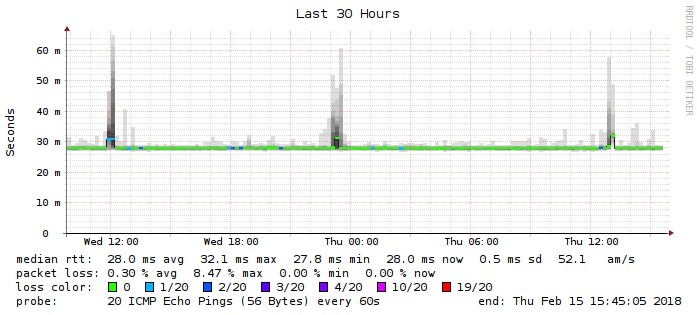 Last 30 Hours
RRDTOOL / TOBI OETIKER
Seconds
60 m
50 m
40 m
30 m
20 m
10 m
0
Wed 12:00 Wed 18:00 Thu 00:00 Thu 06:00 Thu 12:00
median rtt: 28.0 ms avg 32.1 ms max 27.8 ms min 28.0 ms now 0.5 ms sd 52.1 am/s
packet loss: 0.30 % avg 8.47 % max 0.00 % min 0.00 % now
loss color: 0 1/20 2/20 3/20 4/20 10/20 19/20
probe: 20 ICMP Echo Pings (56 Bytes) every 60s end: Thu Feb 15 15:45:05 2018